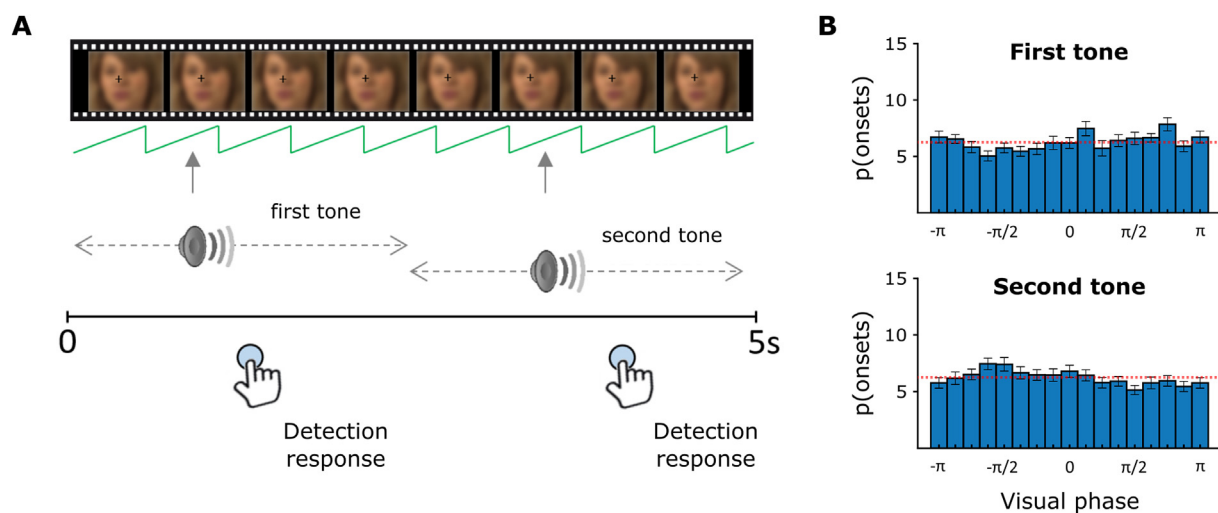 A
first tone
second tone
0
5s
Detection
response
Detection
response
B
First tone
p(onsets)
15
10
5
-π
-π/2
0
π/2
π
Second tone
p(onsets)
15
10
5
-π
-π/2
0
π/2
π
Visual phase